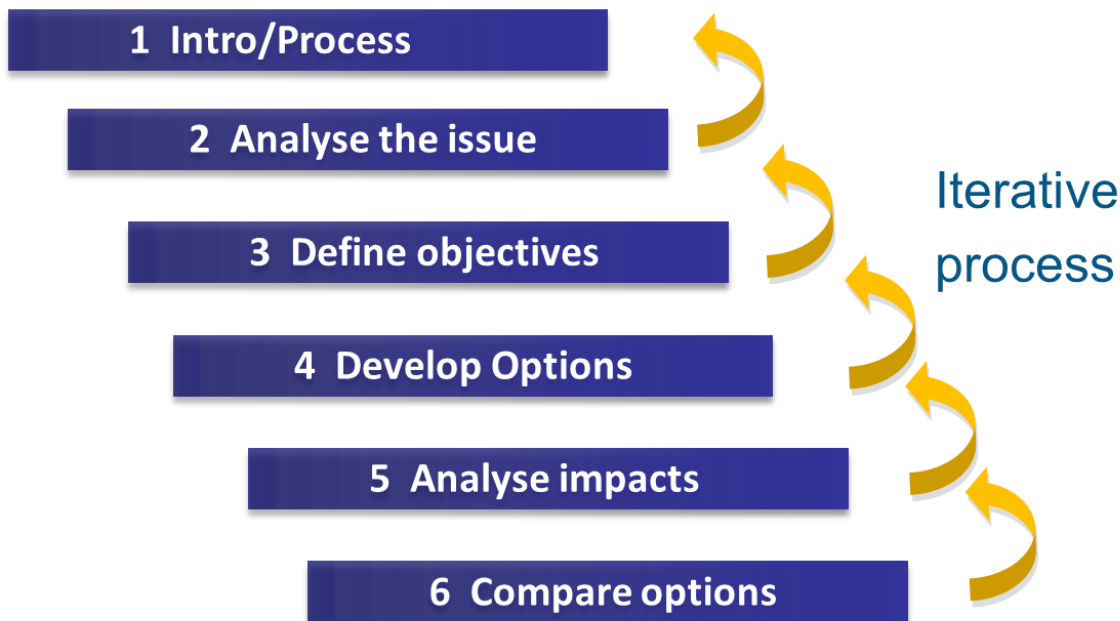 1 Intro/Process
2 Analyse the issue
3 Define objectives
4 Develop Options
5 Analyse impacts
6 Compare options
Iterative
process